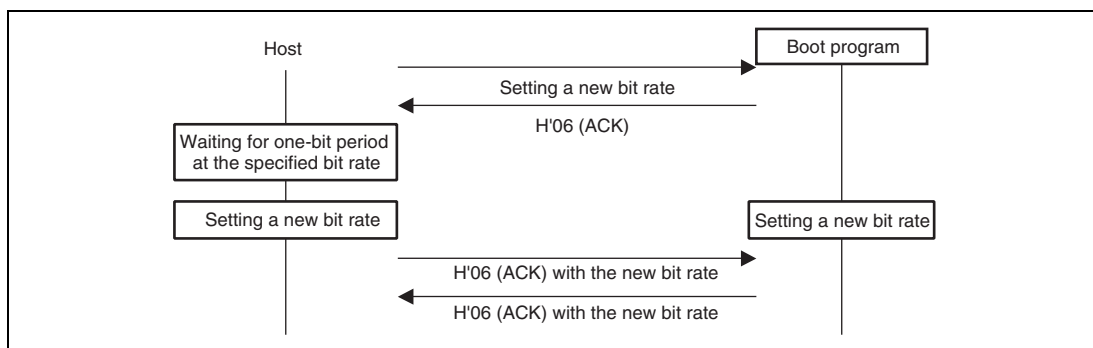 Host
Boot program
Setting a new bit rate
H'06 (ACK)
Waiting for one-bit period
at the specified bit rate
Setting a new bit rate
Setting a new bit rate
H'06 (ACK) with the new bit rate
H'06 (ACK) with the new bit rate